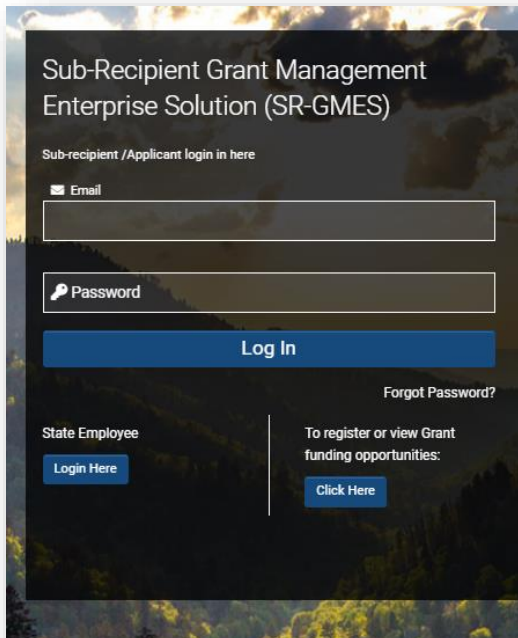 Sub-Recipient Grant Management
Enterprise Solution (SR-GMES)
Sub-recipient /Applicant login in here
Email
Password
Log In
Forgot Password?
State Employee
Login Here
To register or view Grant
funding opportunities:
Click Here